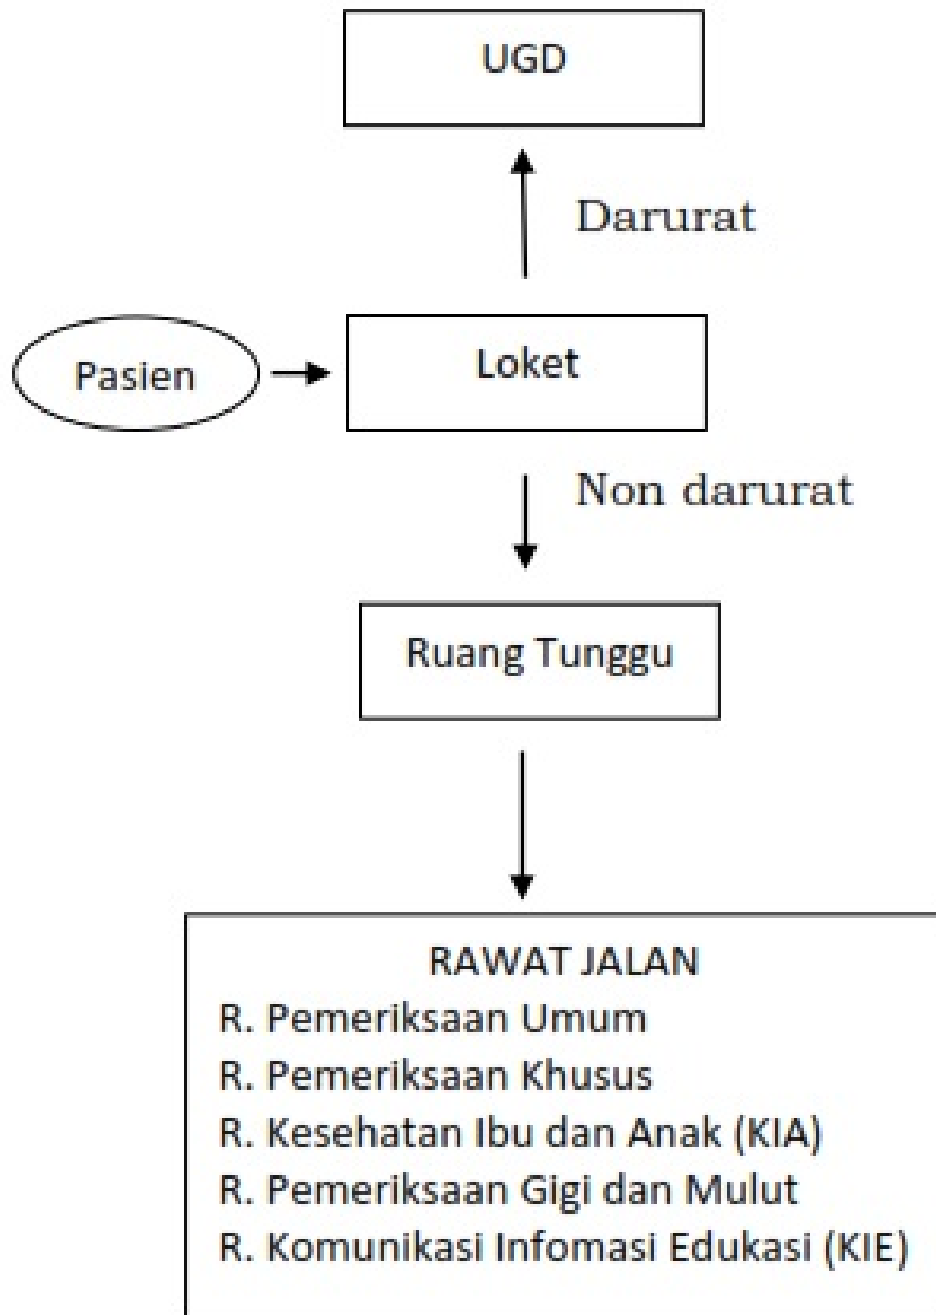 UGD
Darurat
Pasien
Loket
Non darurat
Ruang Tunggu
RAWAT JALAN
R. Pemeriksaan Umum
R. Pemeriksaan Khusus
R. Kesehatan Ibu dan Anak (KIA)
R. Pemeriksaan Gigi dan Mulut
R. Komunikasi Infomasi Edukasi (KIE)